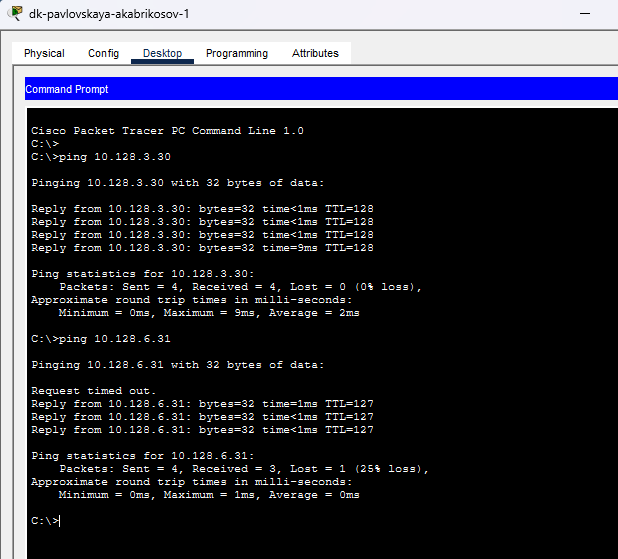 dk-pavlovskaya-akabrikosov-1
Physical Config Desktop Programming Attributes
Command Prompt
Cisco Packet Tracer PC Command Line 1.0
C:\>
C:\>ping 10.128.3.30
Pinging 10.128.3.30 with 32 bytes of data:
Reply from 10.128.3.30: bytes=32 time<1ms TTL=128
Reply from 10.128.3.30: bytes=32 time<1ms TTL=128
Reply from 10.128.3.30: bytes=32 time<1ms TTL=128
Reply from 10.128.3.30: bytes=32 time=9ms TTL=128
Ping statistics for 10.128.3.30:
Packets: Sent = 4, Received = 4, Lost = 0 (0% loss),
Approximate round trip times in milli-seconds:
Minimum = 0ms, Maximum = 9ms, Average = 2ms
C:\>ping 10.128.6.31
Pinging 10.128.6.31 with 32 bytes of data:
Request timed out.
Reply from 10.128.6.31: bytes=32 time=1ms TTL=127
Reply from 10.128.6.31: bytes=32 time<1ms TTL=127
Reply from 10.128.6.31: bytes=32 time<1ms TTL=127
Ping statistics for 10.128.6.31:
Packets: Sent = 4, Received = 3, Lost = 1 (25% loss),
Approximate round trip times in milli-seconds:
Minimum = 0ms, Maximum = 1ms, Average = 0ms
C:\>